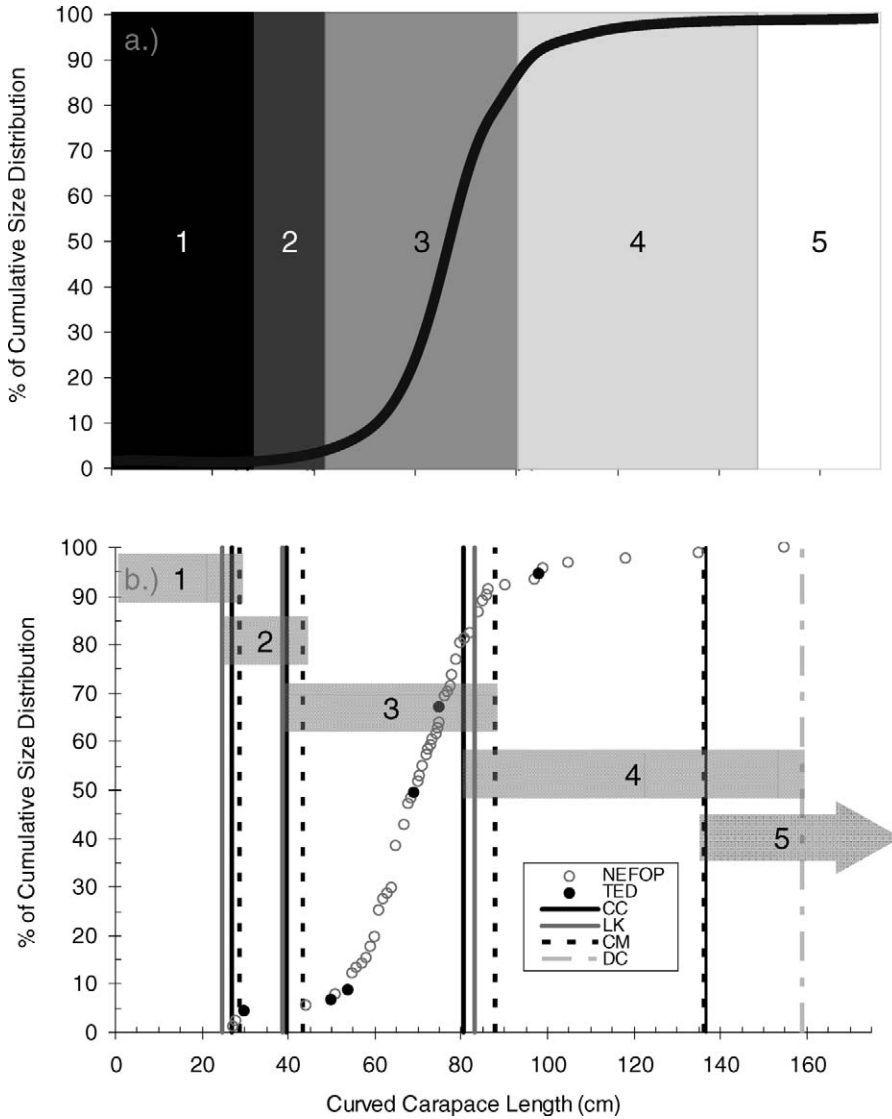 % of Cumulative Size Distribution
100
90
80
70
60
50
40
30
20
10
0
a.)
1
2
3
4
5
% of Cumulative Size Distribution
100
90
80
70
60
50
40
30
20
10
0
b.)
1
2
3
4
5
NEFOP
TED
CC
LK
CM
DC
0 20 40 60 80 100 120 140 160
Curved Carapace Length (cm)